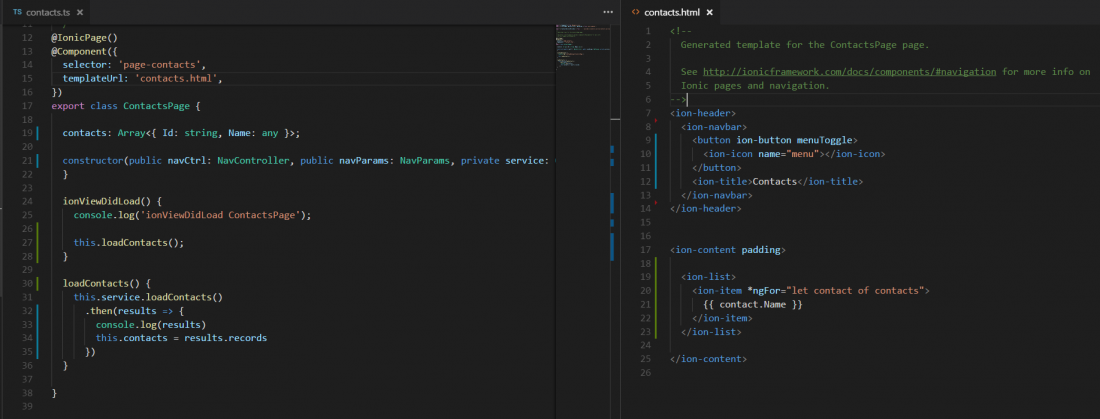 TS contacts.ts ×
11 }
12 @IonicPage()
13 @Component({
14 selector: 'page-contacts',
15 templateUrl: 'contacts.html',
16 })
17 export class ContactsPage {
18
19 contacts: Array<{ Id: string, Name: any }>;
20
21 constructor(public navCtrl: NavController, public navParams: NavParams, private service:
22 }
23
24 ionViewDidLoad() {
25 console.log('ionViewDidLoad ContactsPage');
26
27 this.loadContacts();
28 }
29
30 loadContacts() {
31 this.service.loadContacts()
32 .then(results => {
33 console.log(results)
34 this.contacts = results.records
35 })
36 }
37
38 }
39
<> contacts.html ×
1 <!--
2 Generated template for the ContactsPage page.
3
4 See http://ionicframework.com/docs/components/#navigation for more info on
5 Ionic pages and navigation.
6 -->
7 <ion-header>
8 <ion-navbar>
9 <button ion-button menuToggle>
10 <ion-icon name="menu"></ion-icon>
11 </button>
12 <ion-title>Contacts</ion-title>
13 </ion-navbar>
14 </ion-header>
15
16
17 <ion-content padding>
18
19 <ion-list>
20 <ion-item *ngFor="let contact of contacts">
21 {{ contact.Name }}
22 </ion-item>
23 </ion-list>
24
25 </ion-content>
26